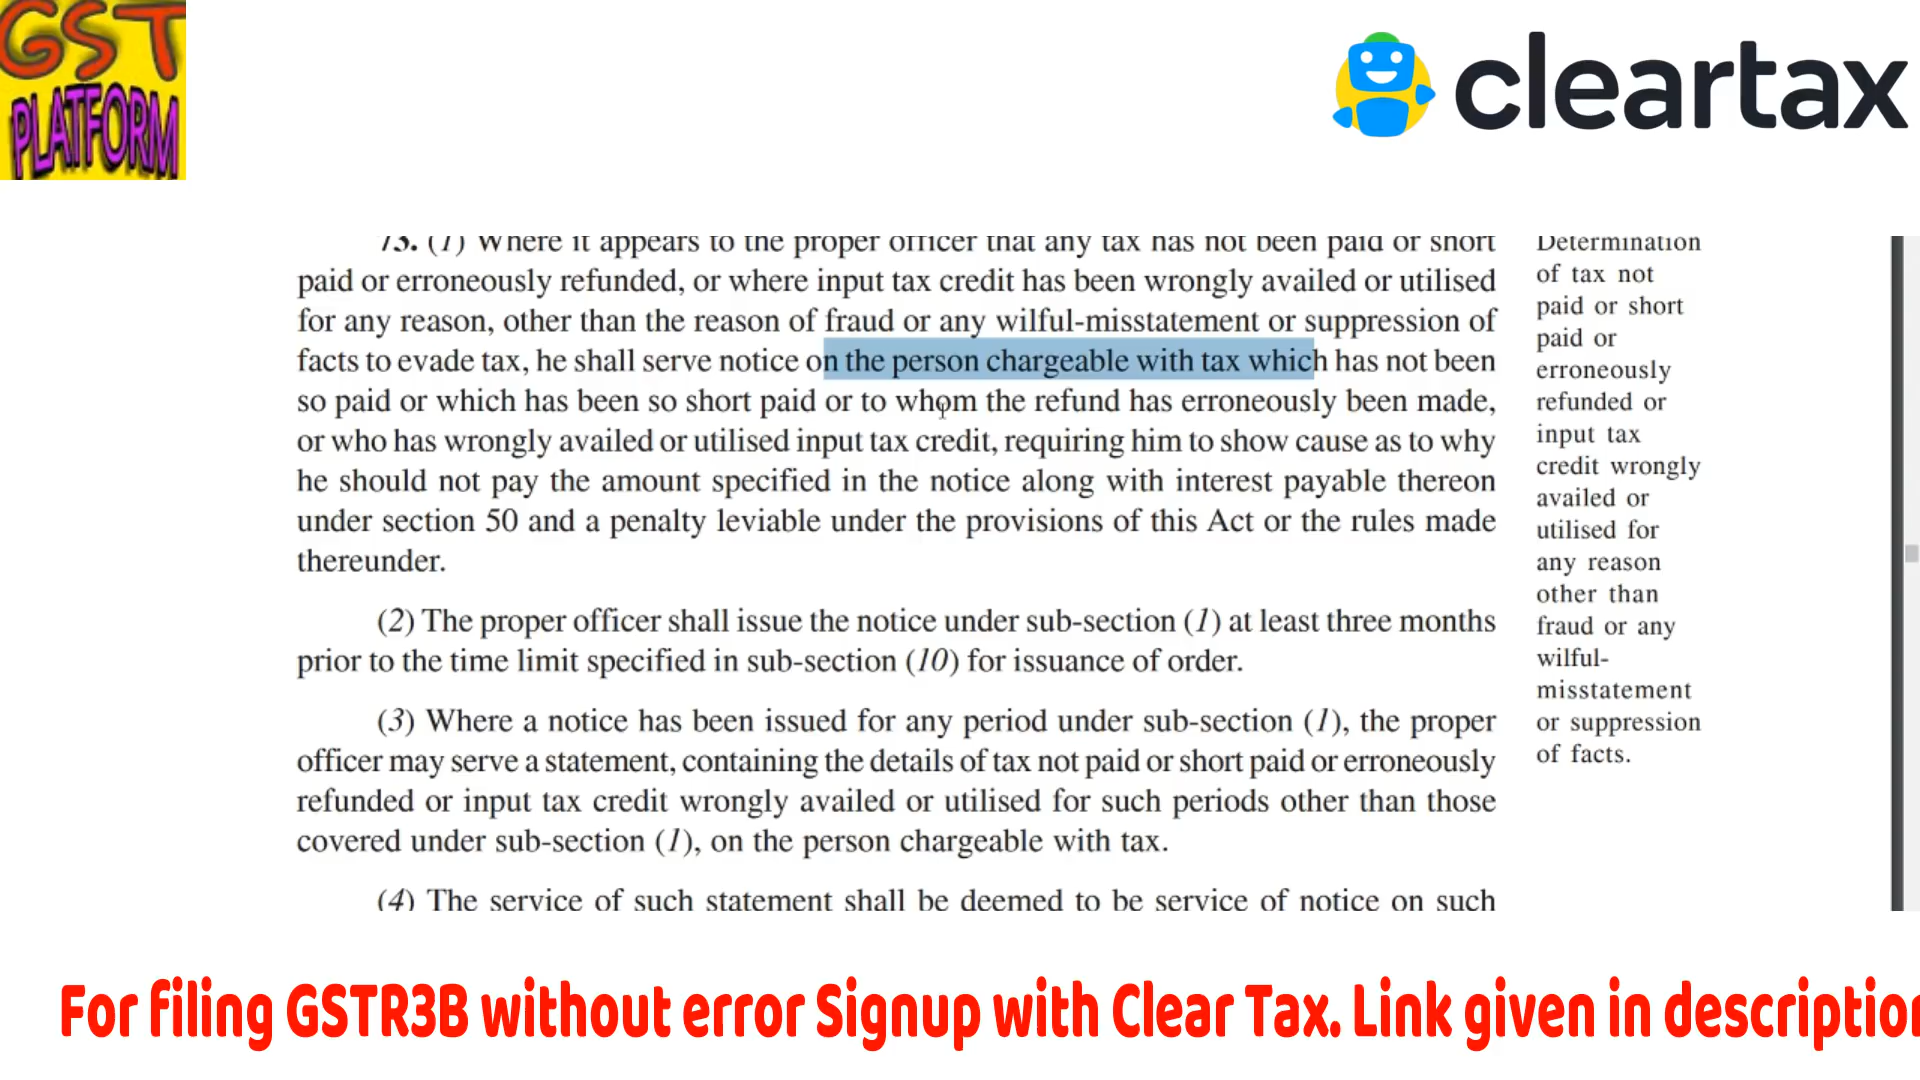 GST
PLATFORM
cleartax
73. (1) Where it appears to the proper officer that any tax has not been paid or short
paid or erroneously refunded, or where input tax credit has been wrongly availed or utilised
for any reason, other than the reason of fraud or any wilful-misstatement or suppression of
facts to evade tax, he shall serve notice on the person chargeable with tax which has not been
so paid or which has been so short paid or to whom the refund has erroneously been made,
or who has wrongly availed or utilised input tax credit, requiring him to show cause as to why
he should not pay the amount specified in the notice along with interest payable thereon
under section 50 and a penalty leviable under the provisions of this Act or the rules made
thereunder.
(2) The proper officer shall issue the notice under sub-section (1) at least three months
prior to the time limit specified in sub-section (10) for issuance of order.
(3) Where a notice has been issued for any period under sub-section (1), the proper
officer may serve a statement, containing the details of tax not paid or short paid or erroneously
refunded or input tax credit wrongly availed or utilised for such periods other than those
covered under sub-section (1), on the person chargeable with tax.
(4) The service of such statement shall be deemed to be service of notice on such
Determination
of tax not
paid or short
paid or
erroneously
refunded or
input tax
credit wrongly
availed or
utilised for
any reason
other than
fraud or any
wilful-
misstatement
or suppression
of facts.
For filing GSTR3B without error Signup with Clear Tax. Link given in description